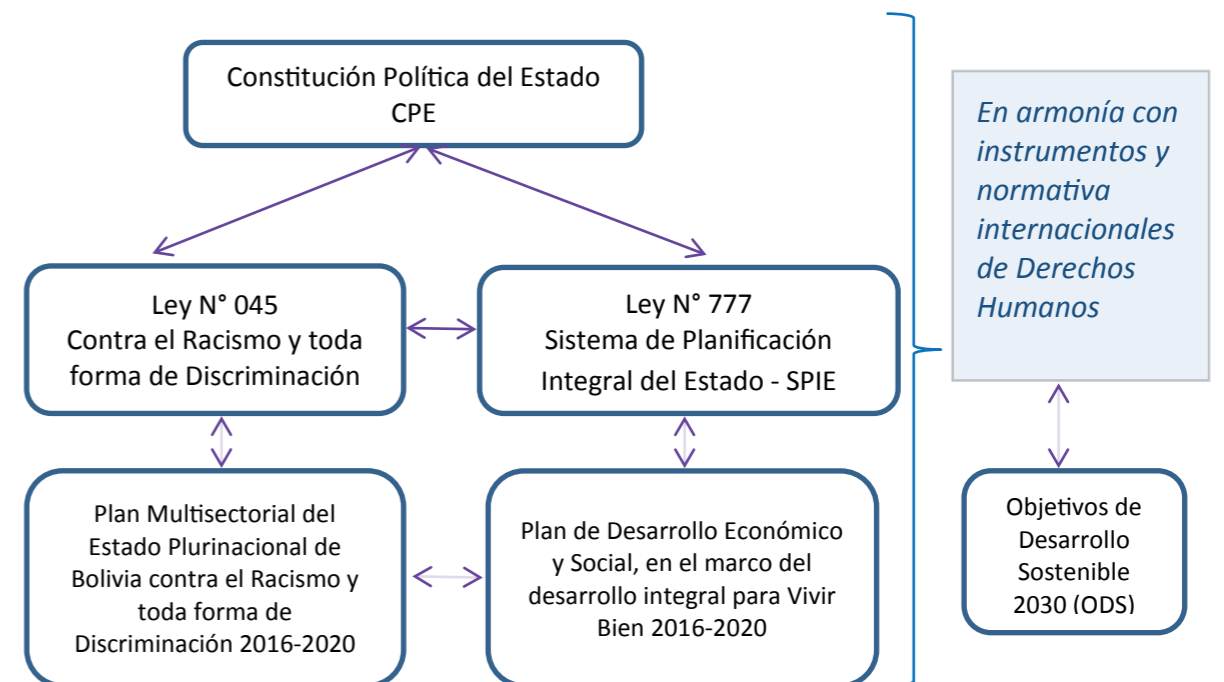 Constitución Política del Estado
CPE
En armonía con
instrumentos y
normativa
internacionales
de Derechos
Humanos
Ley N° 045
Contra el Racismo y toda
forma de Discriminación
Ley N° 777
Sistema de Planificación
Integral del Estado - SPIE
Plan Multisectorial del
Estado Plurinacional de
Bolivia contra el Racismo y
toda forma de
Discriminación 2016-2020
Plan de Desarrollo Económico
y Social, en el marco del
desarrollo integral para Vivir
Bien 2016-2020
Objetivos de
Desarrollo
Sostenible
2030 (ODS)